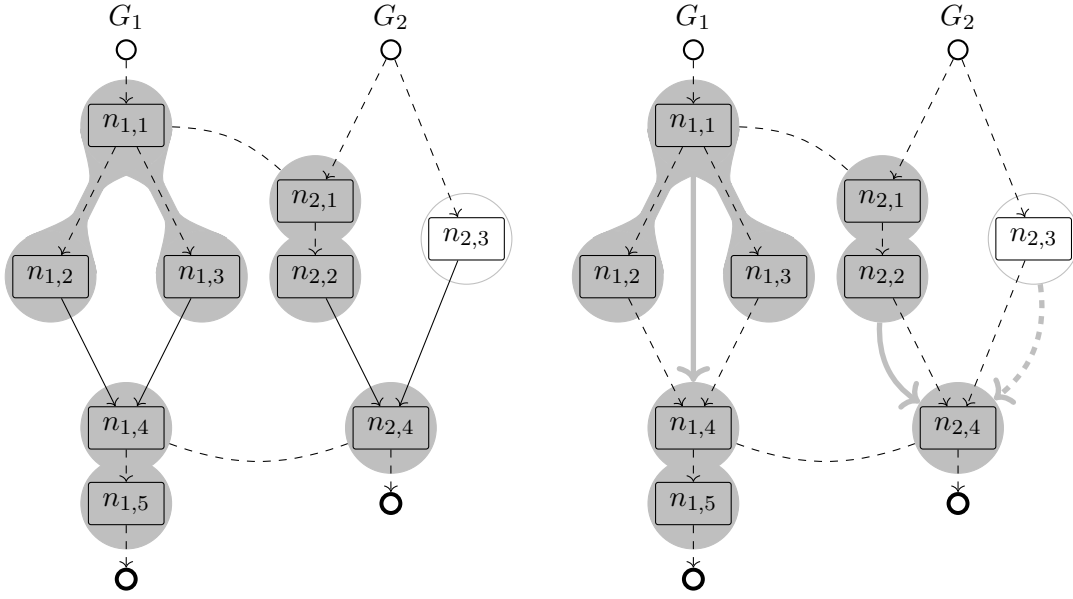 G₁ G₂ G₁ G₂
n₁,₁ n₁,₁
n₂,₁ n₂,₁
n₂,₃ n₂,₃
n₁,₂ n₁,₃ n₂,₂ n₁,₂ n₁,₃ n₂,₂
n₁,₄ n₂,₄ n₁,₄ n₂,₄
n₁,₅ n₁,₅